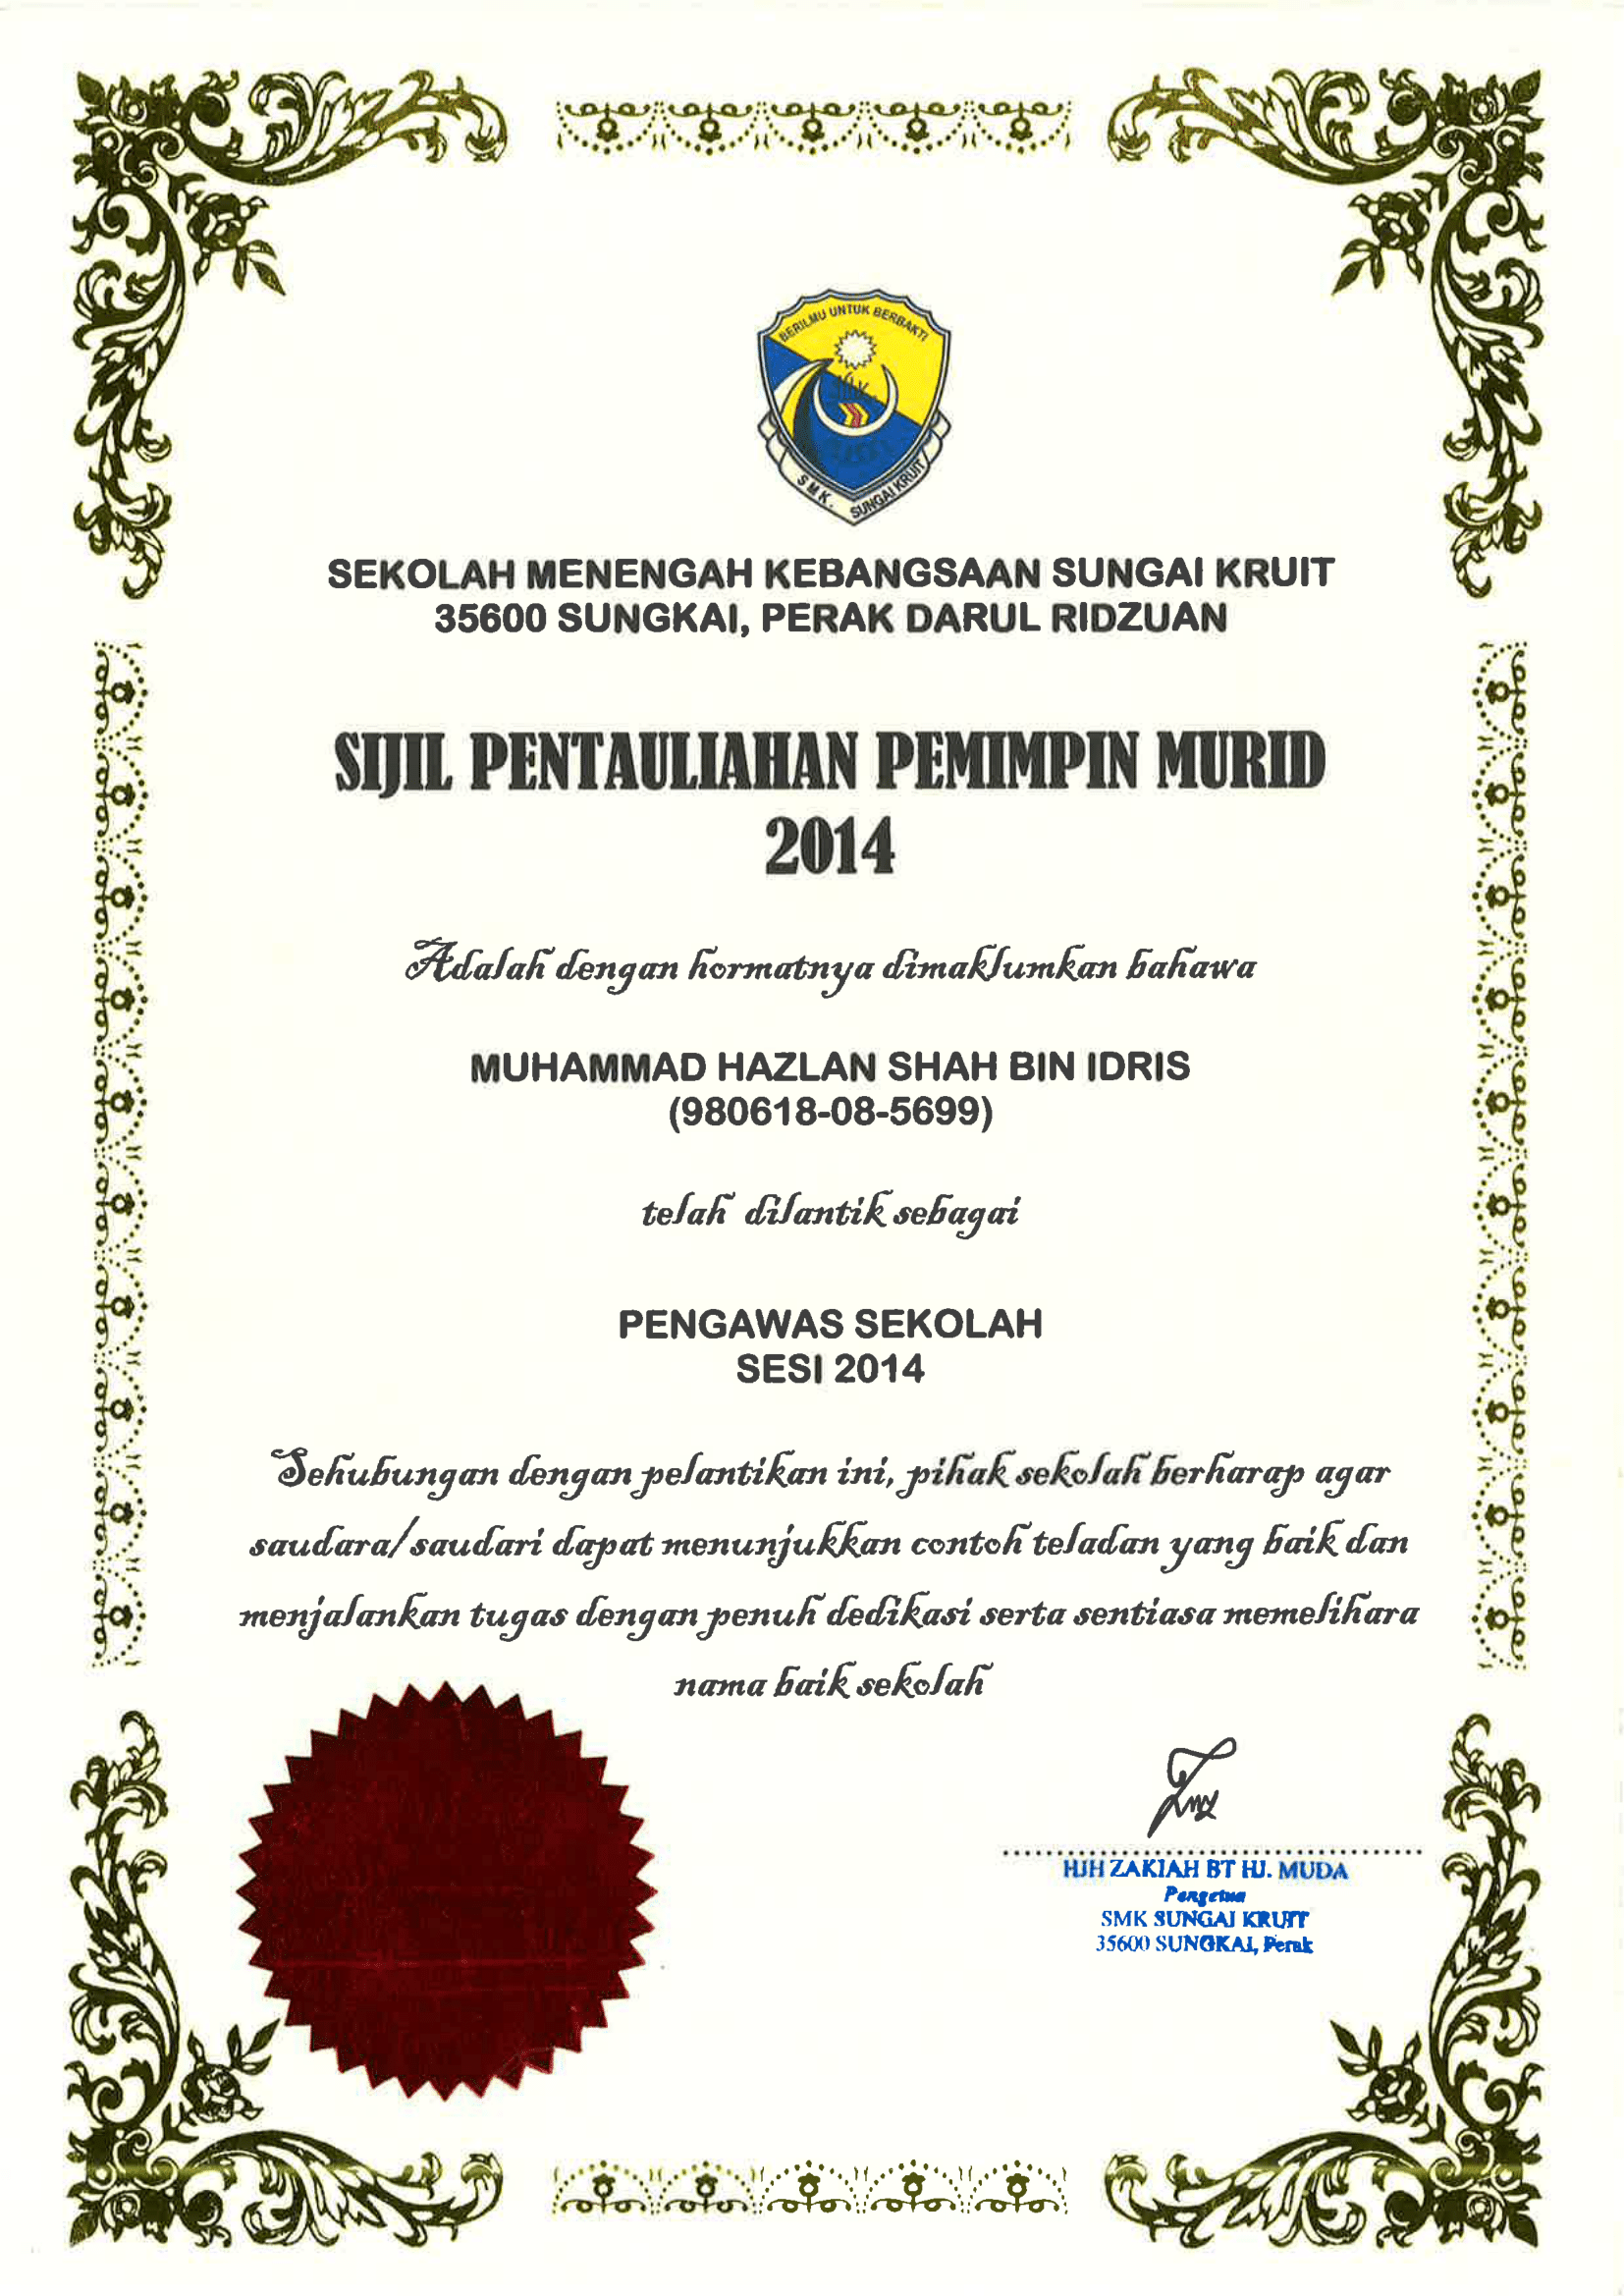 BERILMU UNTUK BERBAKTI
SMK. SUNGAI KRUIT
SEKOLAH MENENGAH KEBANGSAAN SUNGAI KRUIT
35600 SUNGKAI, PERAK DARUL RIDZUAN
SIJIL PENTAULIAHAN PEMIMPIN MURID
2014
Adalah dengan hormatnya dimaklumkan bahawa
MUHAMMAD HAZLAN SHAH BIN IDRIS
(980618-08-5699)
telah dilantik sebagai
PENGAWAS SEKOLAH
SESI 2014
Sehubungan dengan pelantikan ini, pihak sekolah berharap agar
saudara/saudari dapat menunjukkan contoh teladan yang baik dan
menjalankan tugas dengan penuh dedikasi serta sentiasa memelihara
nama baik sekolah
HJH ZAKIAH BT HJ. MUDA
Pengetua
SMK SUNGAI KRUIT
35600 SUNGKAI, Perak